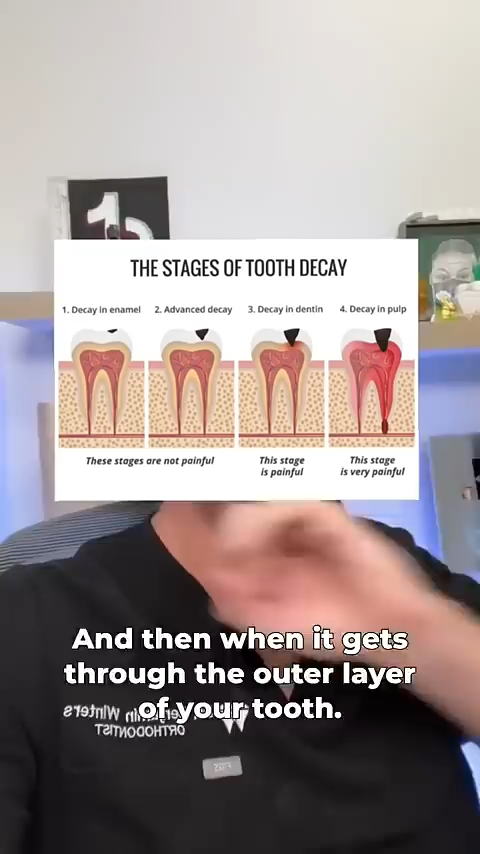 THE STAGES OF TOOTH DECAY
1. Decay in enamel
2. Advanced decay
3. Decay in dentin
4. Decay in pulp
These stages are not painful
This stage
is painful
This stage
is very painful
And then when it gets
through the outer layer
of your tooth.
Winters
ORTHODONTIST